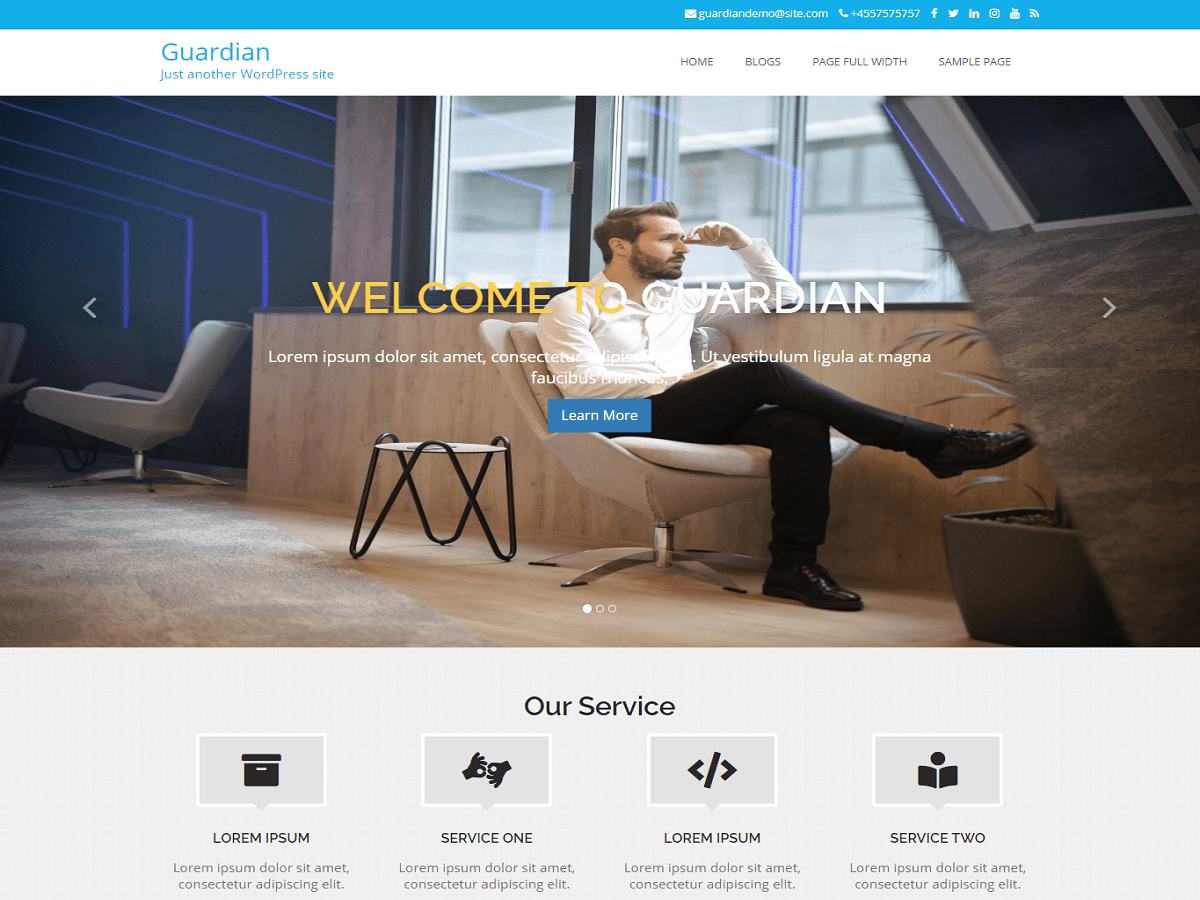 guardiandemo@site.com +4557575757
Guardian
Just another WordPress site
HOME BLOGS PAGE FULL WIDTH SAMPLE PAGE
WELCOME TO GUARDIAN
Lorem ipsum dolor sit amet, consectetur adipiscing elit. Ut vestibulum ligula at magna
faucibus rhoncus.
Learn More
Our Service
LOREM IPSUM SERVICE ONE LOREM IPSUM SERVICE TWO
Lorem ipsum dolor sit amet, Lorem ipsum dolor sit amet, Lorem ipsum dolor sit amet, Lorem ipsum dolor sit amet,
consectetur adipiscing elit. consectetur adipiscing elit. consectetur adipiscing elit. consectetur adipiscing elit.